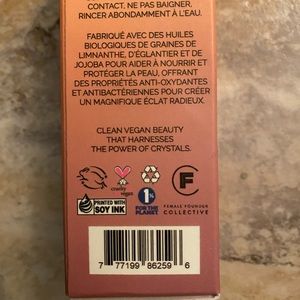 CONTACT. NE PAS BAIGNER.
RINCER ABONDAMMENT À L'EAU.
FABRIQUÉ AVEC DES HUILES
BIOLOGIQUES DE GRAINES DE
LIMNANTHE, D'ÉGLANTIER ET DE
JOJOBA POUR AIDER À NOURRIR ET
PROTÉGER LA PEAU, OFFRANT
DES PROPRIÉTÉS ANTI-OXYDANTES
ET ANTIBACTÉRIENNES POUR CRÉER
UN MAGNIFIQUE ÉCLAT RADIEUX.
CLEAN VEGAN BEAUTY
THAT HARNESSES
THE POWER OF CRYSTALS.
PRINTED WITH
SOY INK
1%
FOR THE
PLANET
FEMALE FOUNDER
COLLECTIVE
7 77199 86259 6